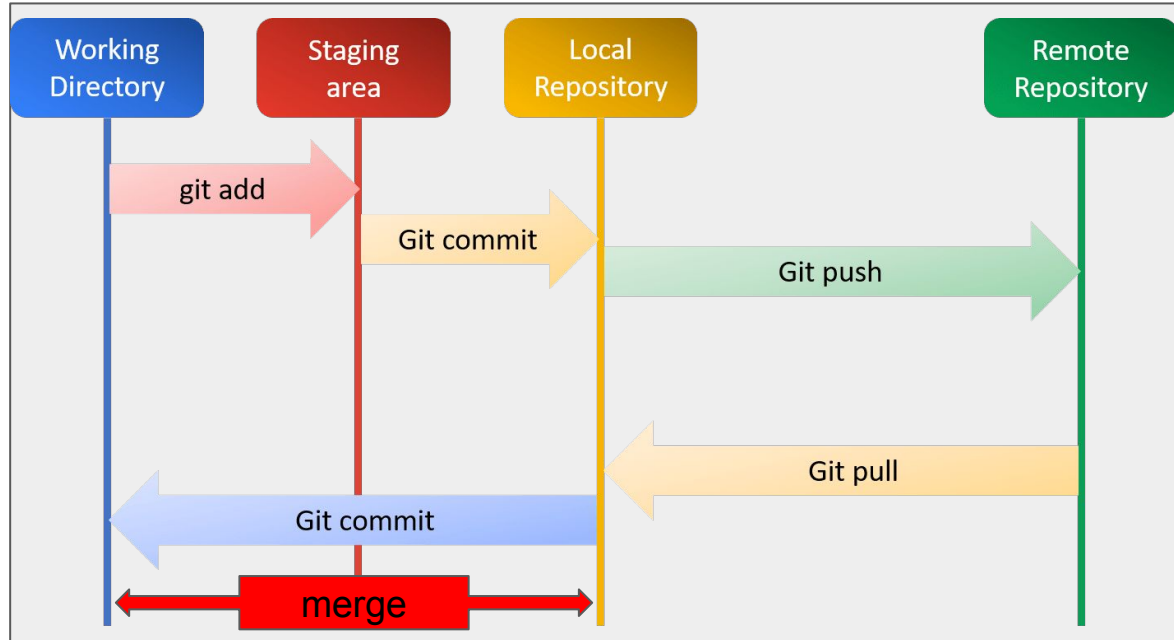 Working
Directory
Staging
area
Local
Repository
Remote
Repository
git add
Git commit
Git push
Git pull
Git commit
merge